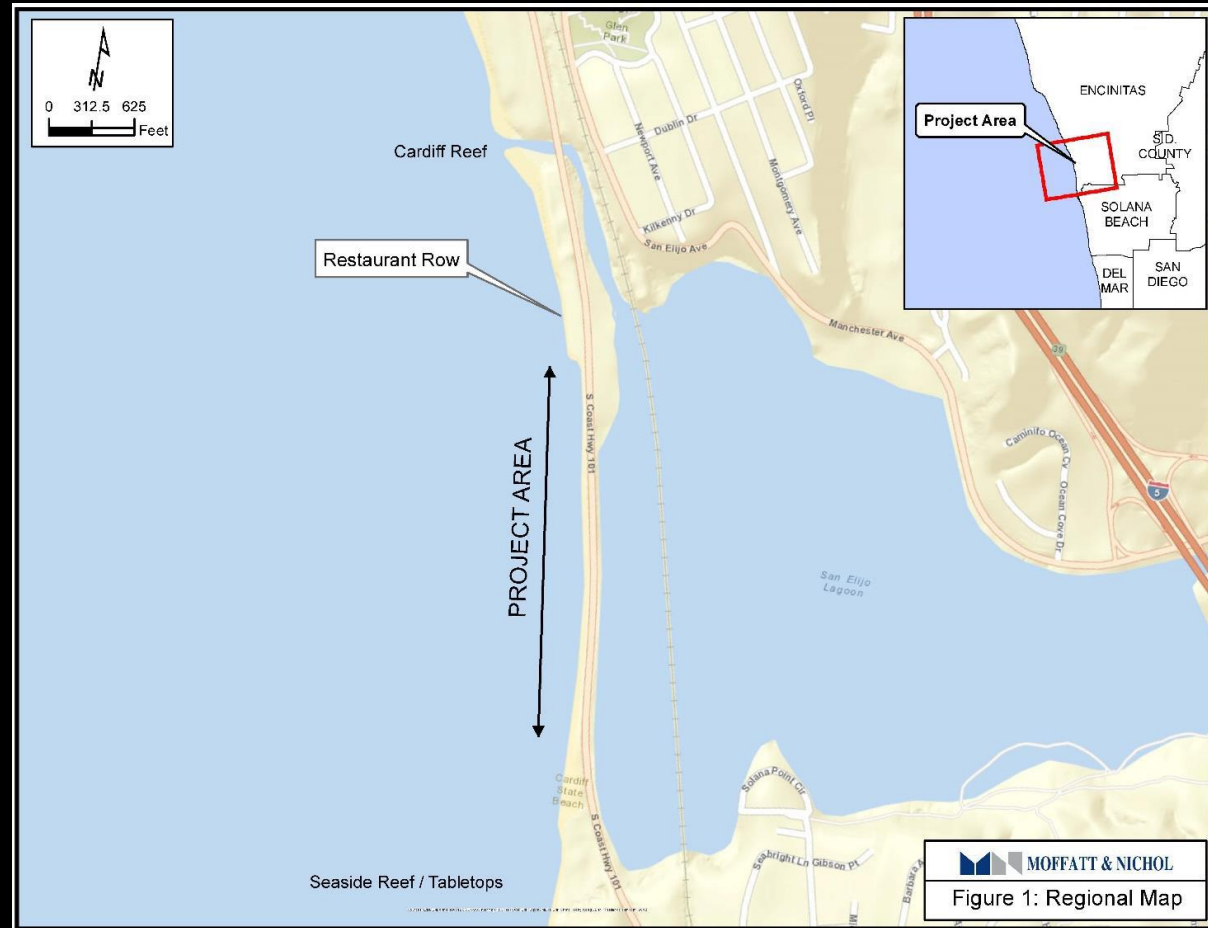 N
0 312.5 625
Feet
Glen
Park
Oxford Pl
Dublin Dr
Newport Ave
Montgomery Ave
Cardiff Reef
Kilkenny Dr
San Elijo Ave
Restaurant Row
Manchester Ave
39
S Coast Hwy 101
Caminito Ocean Cv
Ocean Cove Dr
5
PROJECT AREA
San Elijo
Lagoon
Cardiff
State
Beach
Solana Point Cir
S Coast Hwy 101
Seabright Ln
Gibson Pt
Barbara A
Seaside Reef / Tabletops
ENCINITAS
Project Area
S.D.
COUNTY
SOLANA
BEACH
DEL
MAR
SAN
DIEGO
MOFFATT & NICHOL
Figure 1: Regional Map